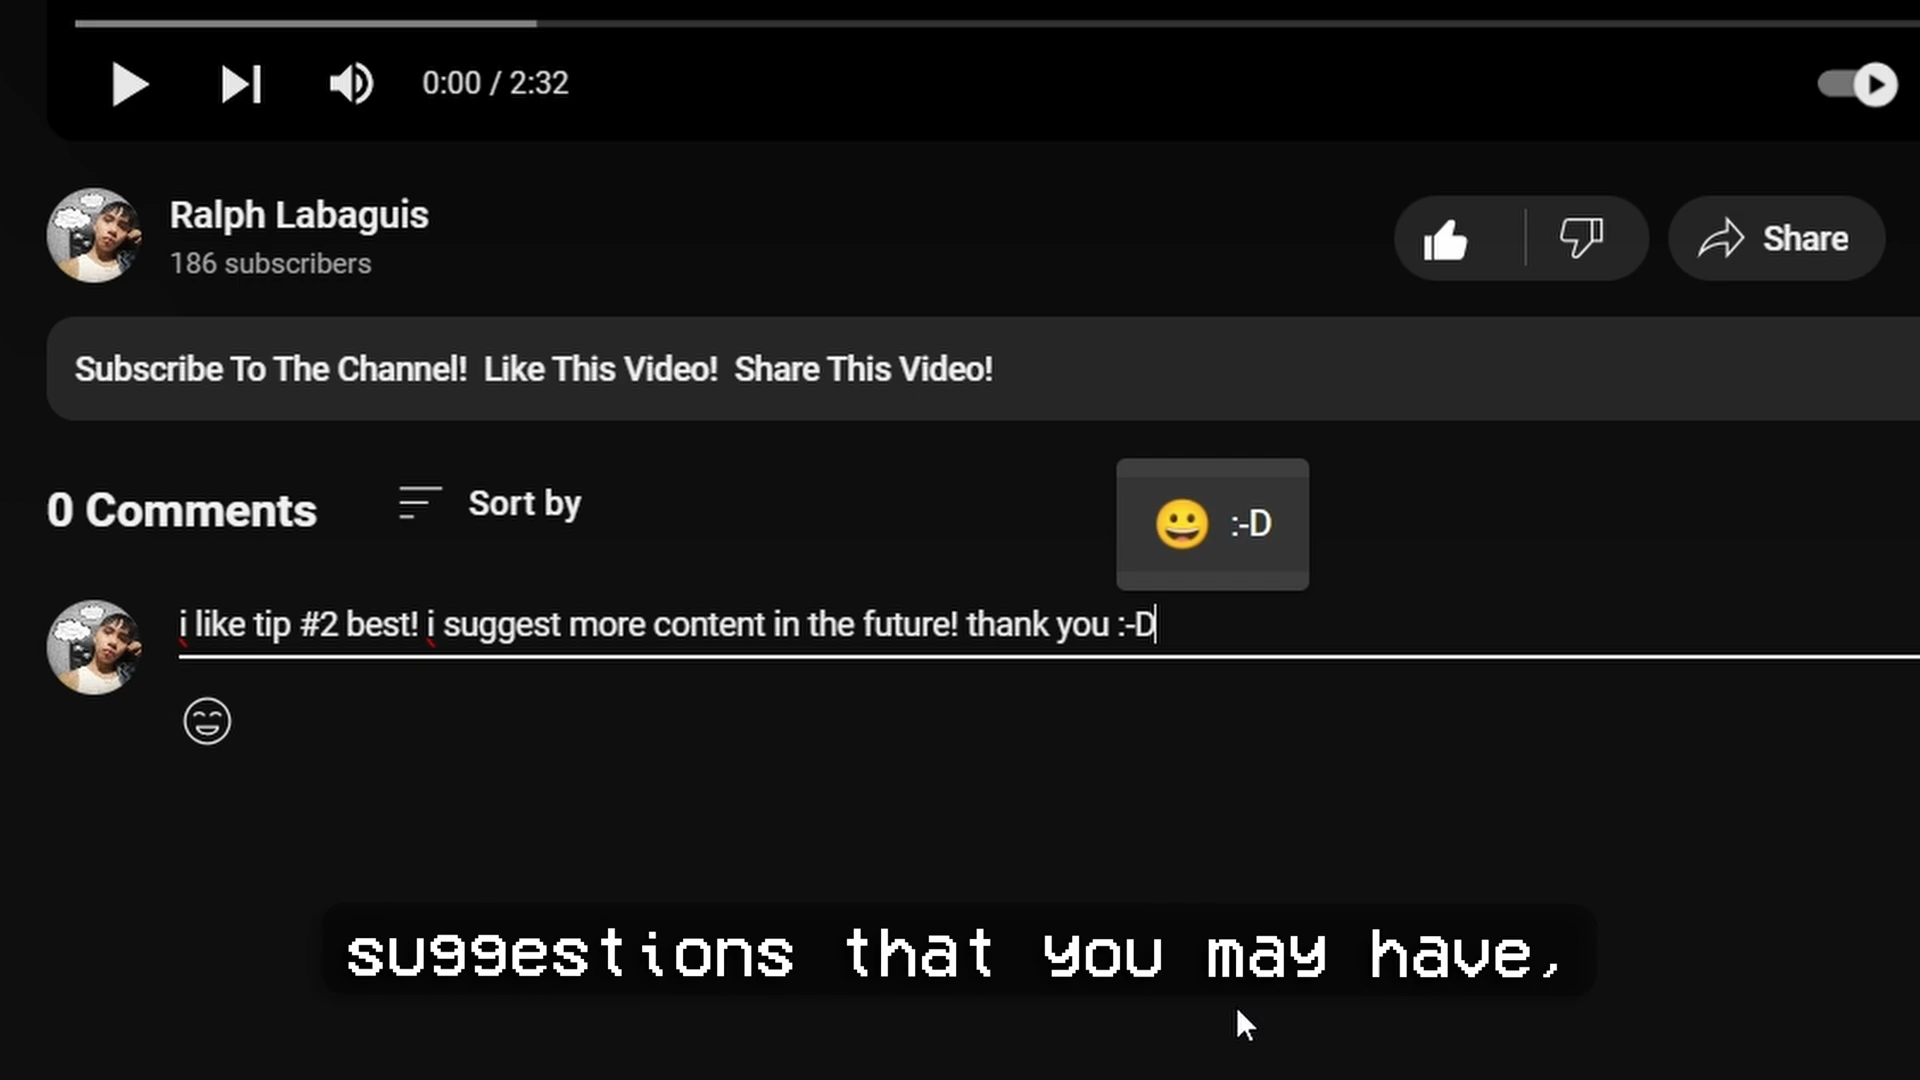 0:00 / 2:32
Ralph Labaguis
186 subscribers
Share
Subscribe To The Channel! Like This Video! Share This Video!
0 Comments
Sort by
:-D
i like tip #2 best! i suggest more content in the future! thank you :-D
suggestions that you may have,